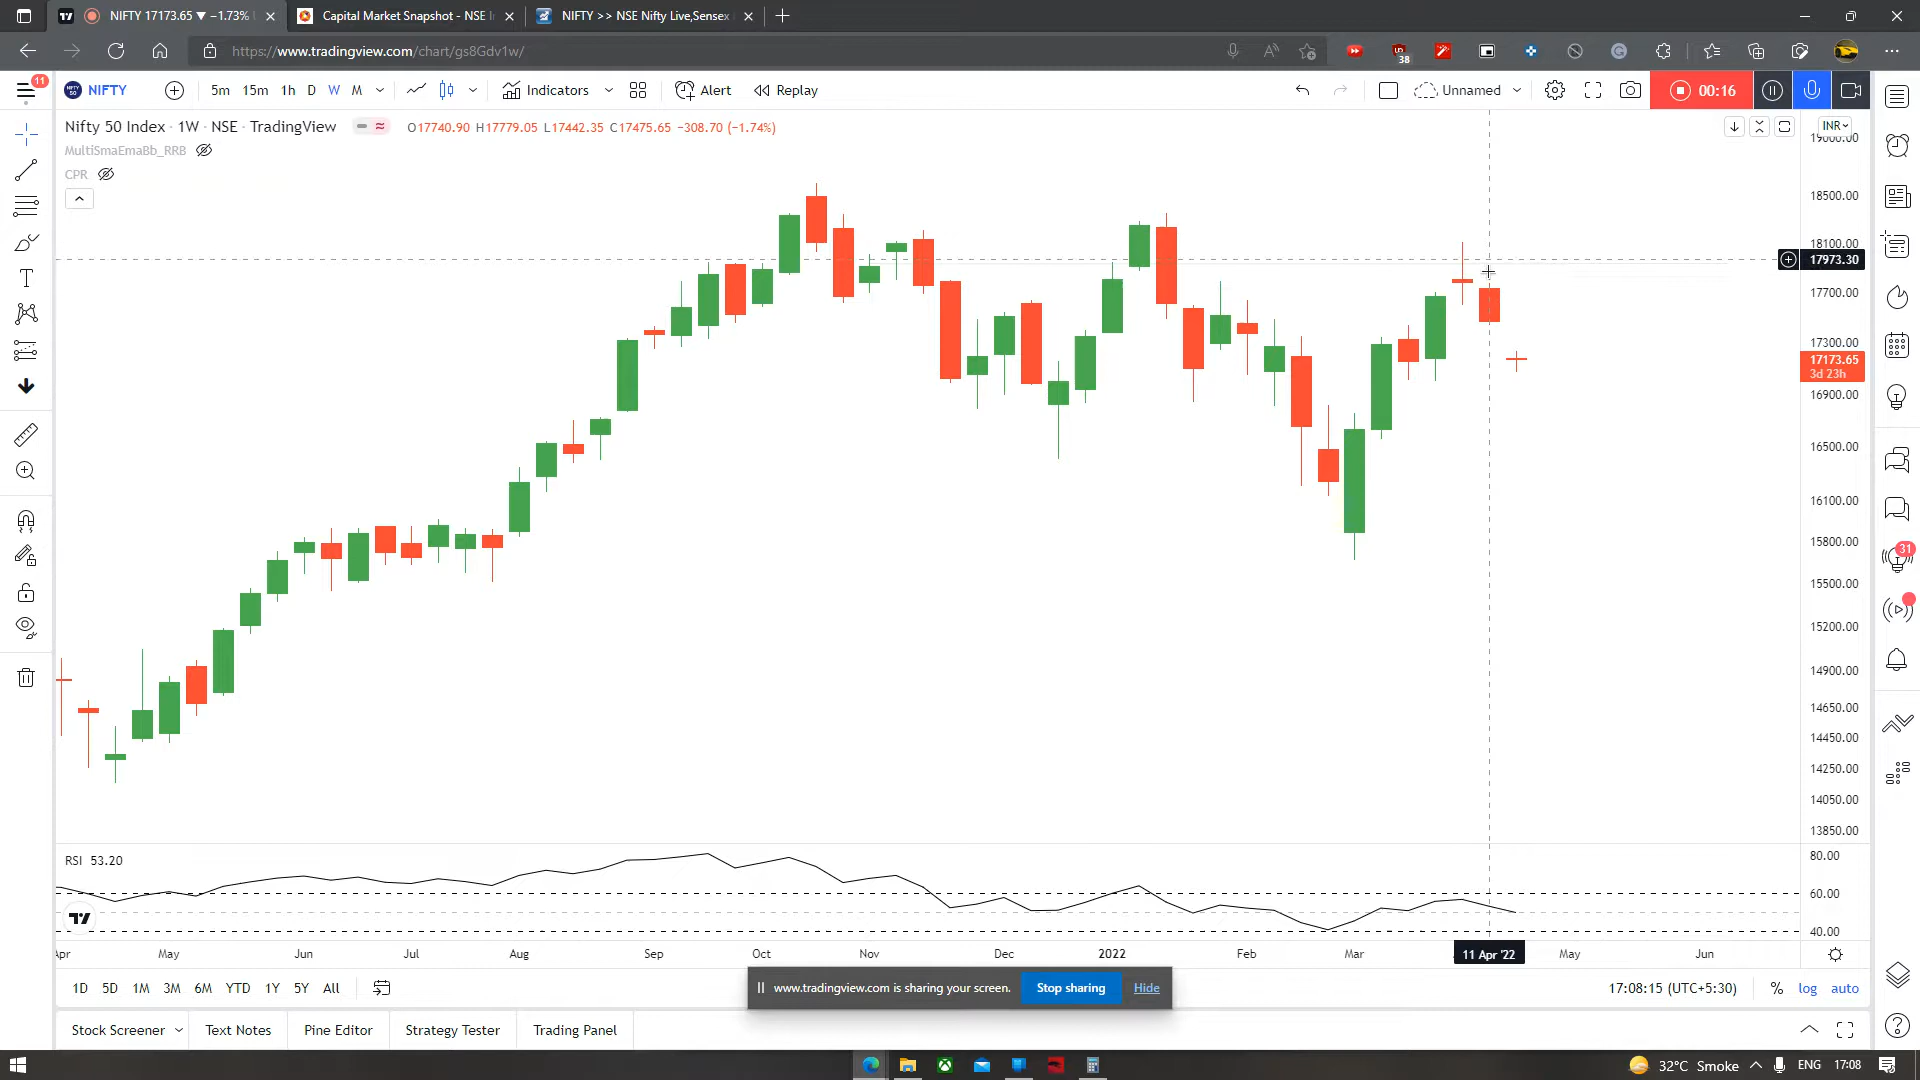 NIFTY 17173.65 ▼ −1.73%
Capital Market Snapshot - NSE I
NIFTY >> NSE Nifty Live,Sensex
https://www.tradingview.com/chart/gs8Gdv1w/
38
11
NIFTY
5m 15m 1h D W M
Indicators
Alert
Replay
Unnamed
00:16
Nifty 50 Index · 1W · NSE · TradingView
O17740.90 H17779.05 L17442.35 C17475.65 −308.70 (−1.74%)
INR
MultiSmaEmaBb_RRB
CPR
19000.00
18500.00
18100.00
17973.30
17700.00
17300.00
17173.65
3d 23h
16900.00
16500.00
16100.00
15800.00
15500.00
15200.00
14900.00
14650.00
14450.00
14250.00
14050.00
13850.00
31
RSI 53.20
80.00
60.00
40.00
Apr May Jun Jul Aug Sep Oct Nov Dec 2022 Feb Mar 11 Apr '22 May Jun
1D 5D 1M 3M 6M YTD 1Y 5Y All
www.tradingview.com is sharing your screen.
Stop sharing
Hide
17:08:15 (UTC+5:30)
% log auto
Stock Screener
Text Notes
Pine Editor
Strategy Tester
Trading Panel
32°C Smoke
ENG
17:08